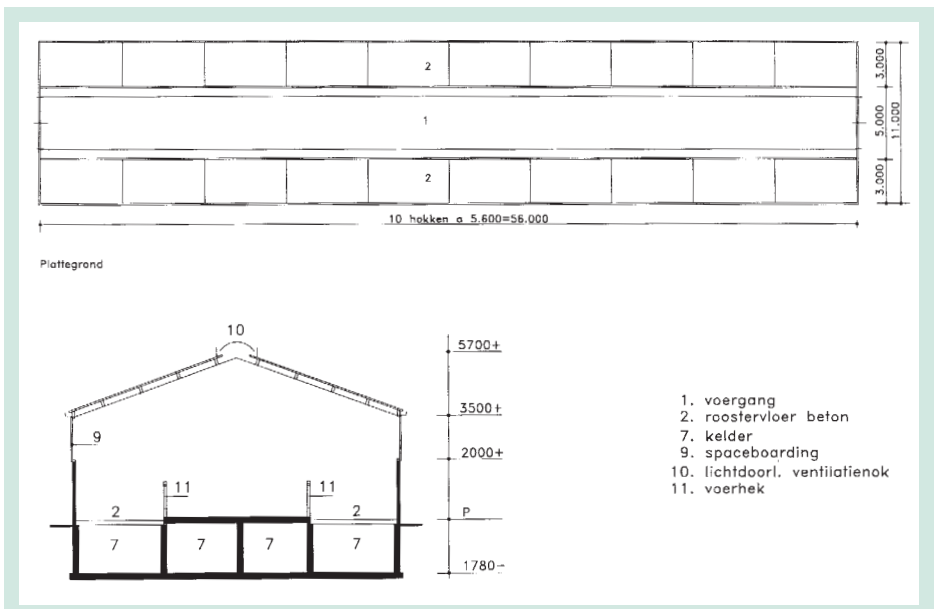 2
3.000
1
5.000
11.000
2
3.000
10 hokken a 5.600=56.000
Plattegrond
10
5700+
3500+
9
2000+
11
11
2
2
P
7
7
7
7
1780-
1. voergang
2. roostervloer beton
7. kelder
9. spaceboarding
10. lichtdoorl. ventilatienok
11. voerhek